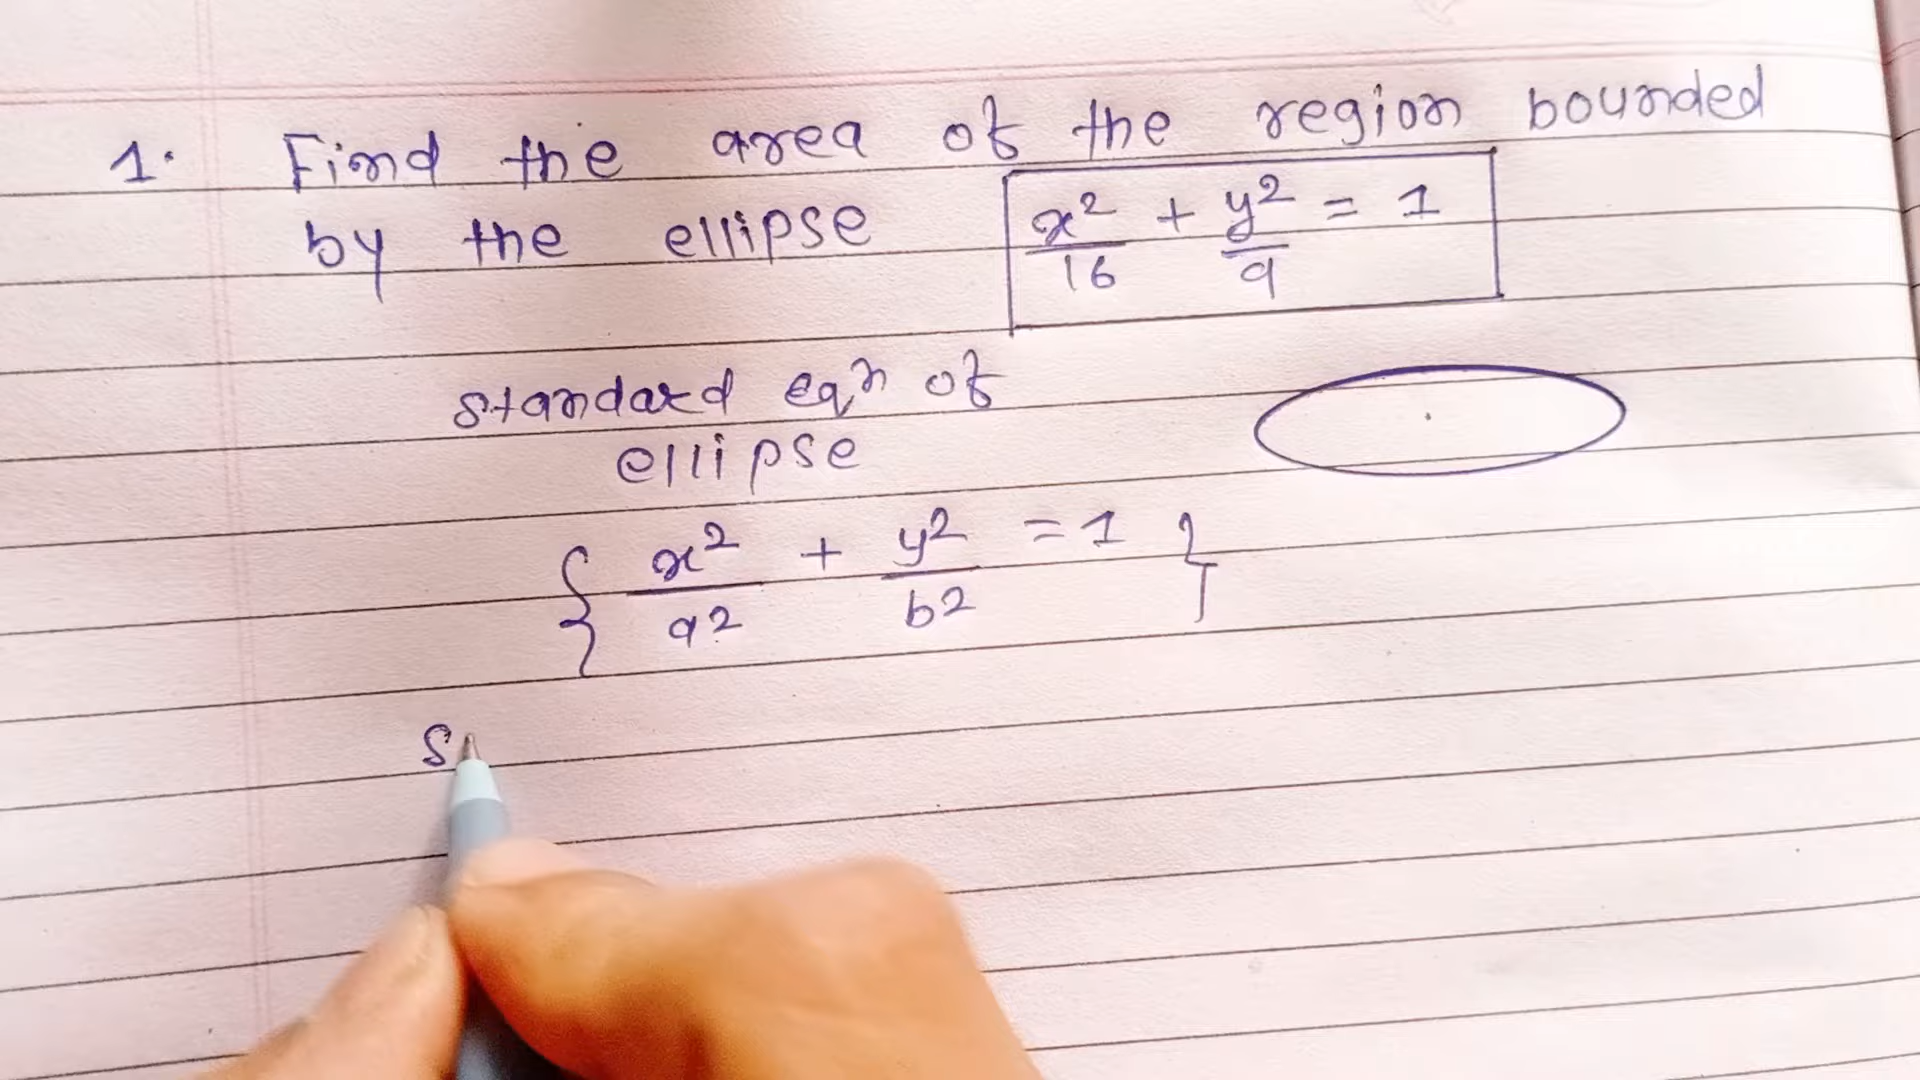 1. Find the area of the region bounded
by the ellipse x²/16 + y²/9 = 1
standard eqn of
ellipse
{ x²/a² + y²/b² = 1 }
S